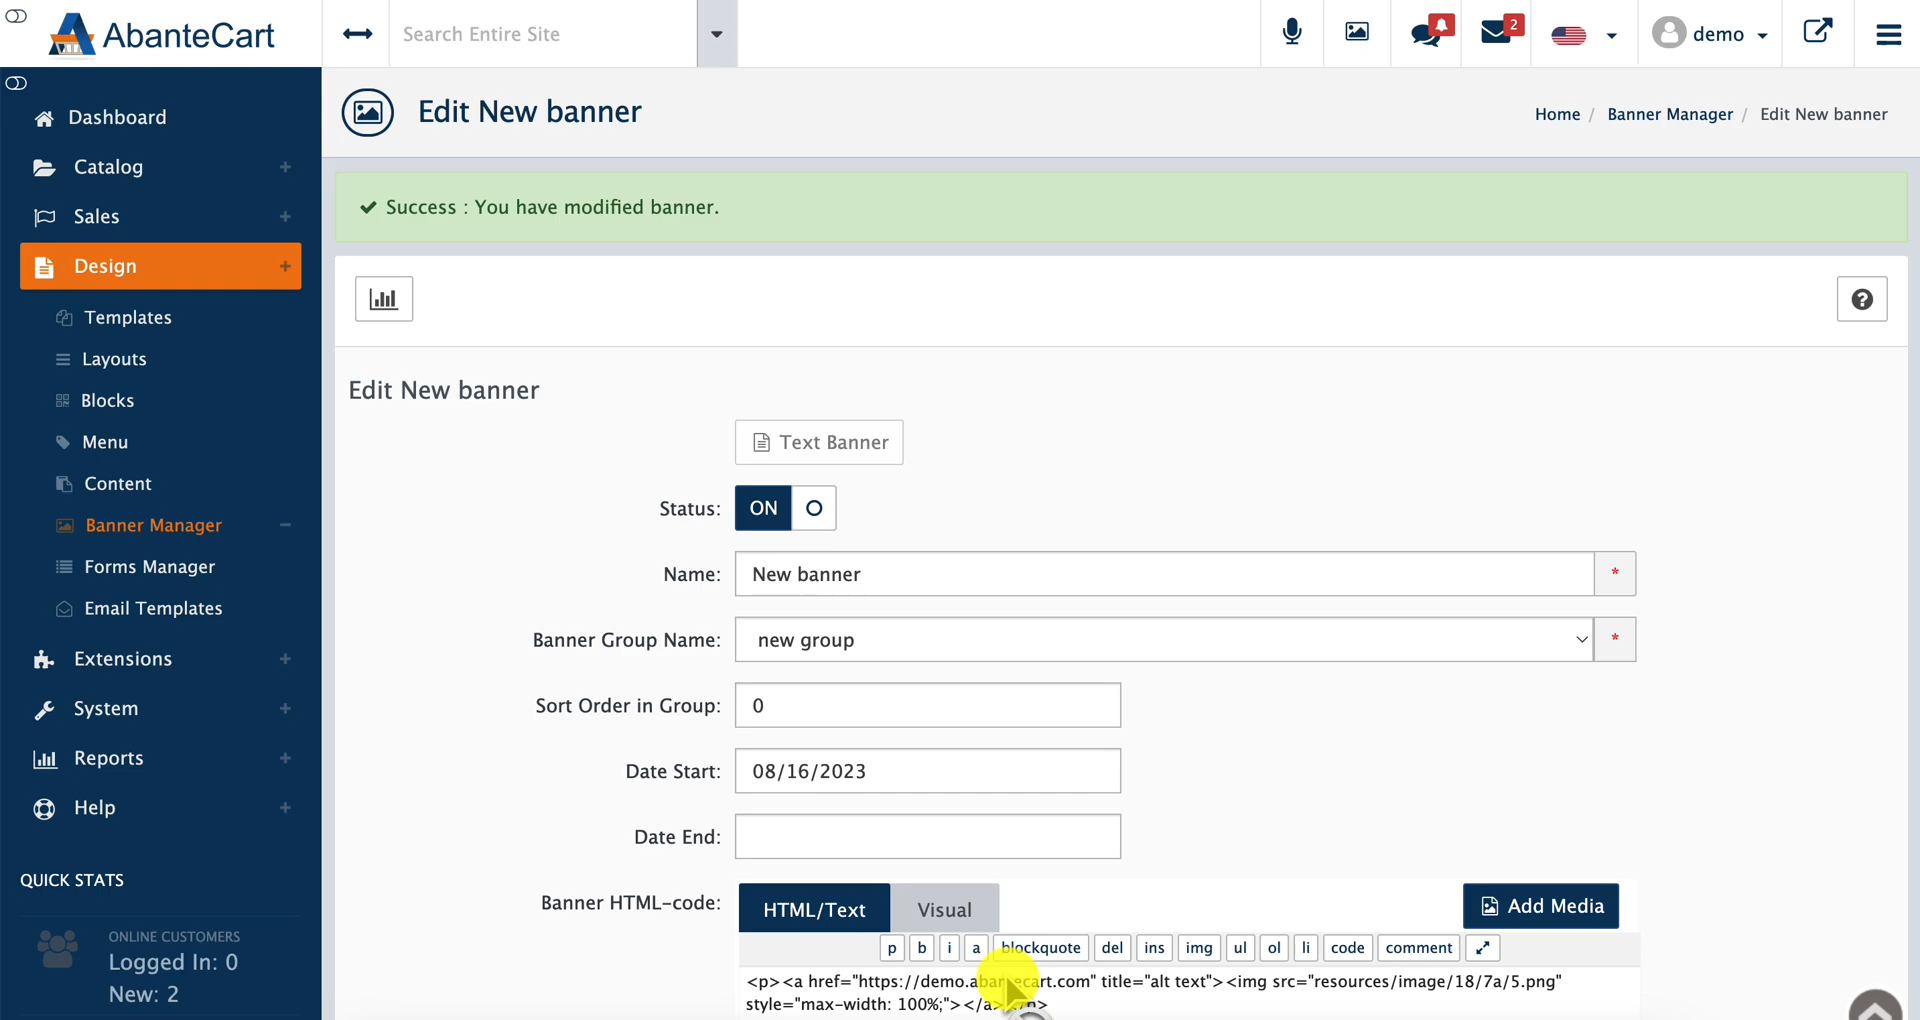 AbanteCart
Search Entire Site
2
demo
Dashboard
Catalog
Sales
Design
Templates
Layouts
Blocks
Menu
Content
Banner Manager
Forms Manager
Email Templates
Extensions
System
Reports
Help
QUICK STATS
ONLINE CUSTOMERS
Logged In: 0
New: 2
Edit New banner
Home / Banner Manager / Edit New banner
Success : You have modified banner.
Edit New banner
Text Banner
Status: ON
Name: New banner *
Banner Group Name: new group *
Sort Order in Group: 0
Date Start: 08/16/2023
Date End:
Banner HTML-code: HTML/Text Visual Add Media
p b i a blockquote del ins img ul ol li code comment
<p><a href="https://demo.abantecart.com" title="alt text"><img src="resources/image/18/7a/5.png"
style="max-width: 100%;"></a></p>